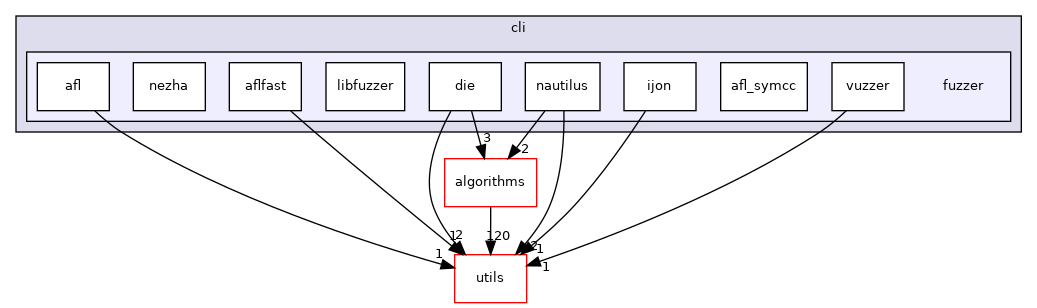 cli
afl
nezha
aflfast
libfuzzer
die
nautilus
ijon
afl_symcc
vuzzer
fuzzer
3
2
algorithms
120
1
1
1
utils